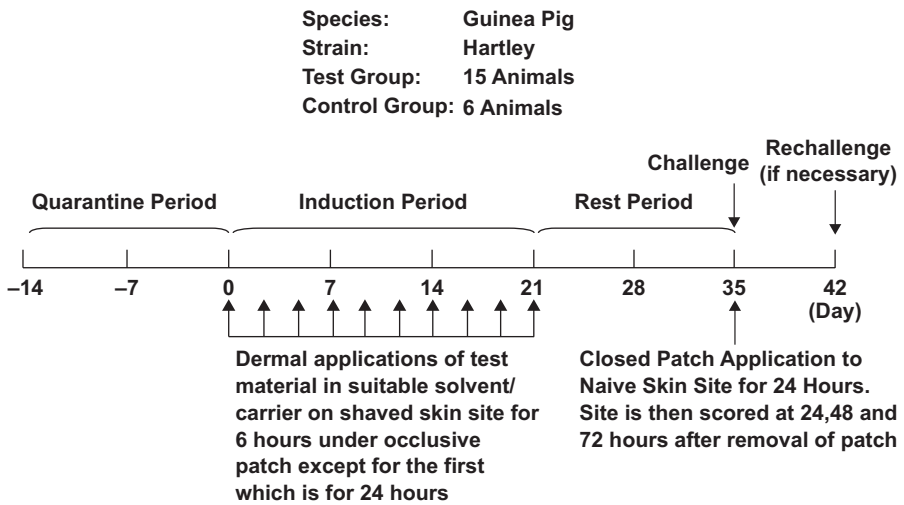 Species: Guinea Pig
Strain: Hartley
Test Group: 15 Animals
Control Group: 6 Animals
Challenge
Rechallenge
(if necessary)
Quarantine Period
Induction Period
Rest Period
–14 –7 0 7 14 21 28 35 42
(Day)
Dermal applications of test
material in suitable solvent/
carrier on shaved skin site for
6 hours under occlusive
patch except for the first
which is for 24 hours
Closed Patch Application to
Naive Skin Site for 24 Hours.
Site is then scored at 24,48 and
72 hours after removal of patch